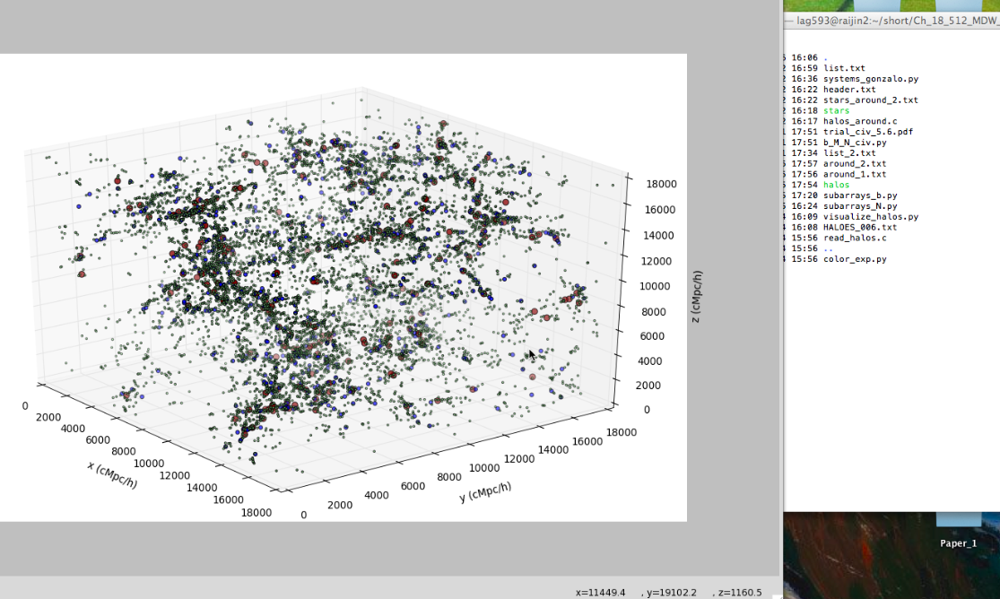 — lag593@raijin2:~/short/Ch_18_512_MDW_
16:06 .
16:59 list.txt
16:36 systems_gonzalo.py
16:22 header.txt
16:22 stars_around_2.txt
16:18 stars
16:17 halos_around.c
17:51 trial_civ_5.6.pdf
17:51 b_M_N_civ.py
17:34 list_2.txt
17:57 around_2.txt
17:56 around_1.txt
17:54 halos
17:20 subarrays_b.py
16:24 subarrays_N.py
16:09 visualize_halos.py
16:08 HALOES_006.txt
15:56 read_halos.c
15:56 ..
15:56 color_exp.py
18000
16000
14000
12000
10000
8000
6000
4000
2000
0
z (cMpc/h)
0
2000
4000
6000
8000
10000
12000
14000
16000
18000
x (cMpc/h)
0
2000
4000
6000
8000
10000
12000
14000
16000
18000
y (cMpc/h)
Paper_1
x=11449.4 , y=19102.2 , z=1160.5